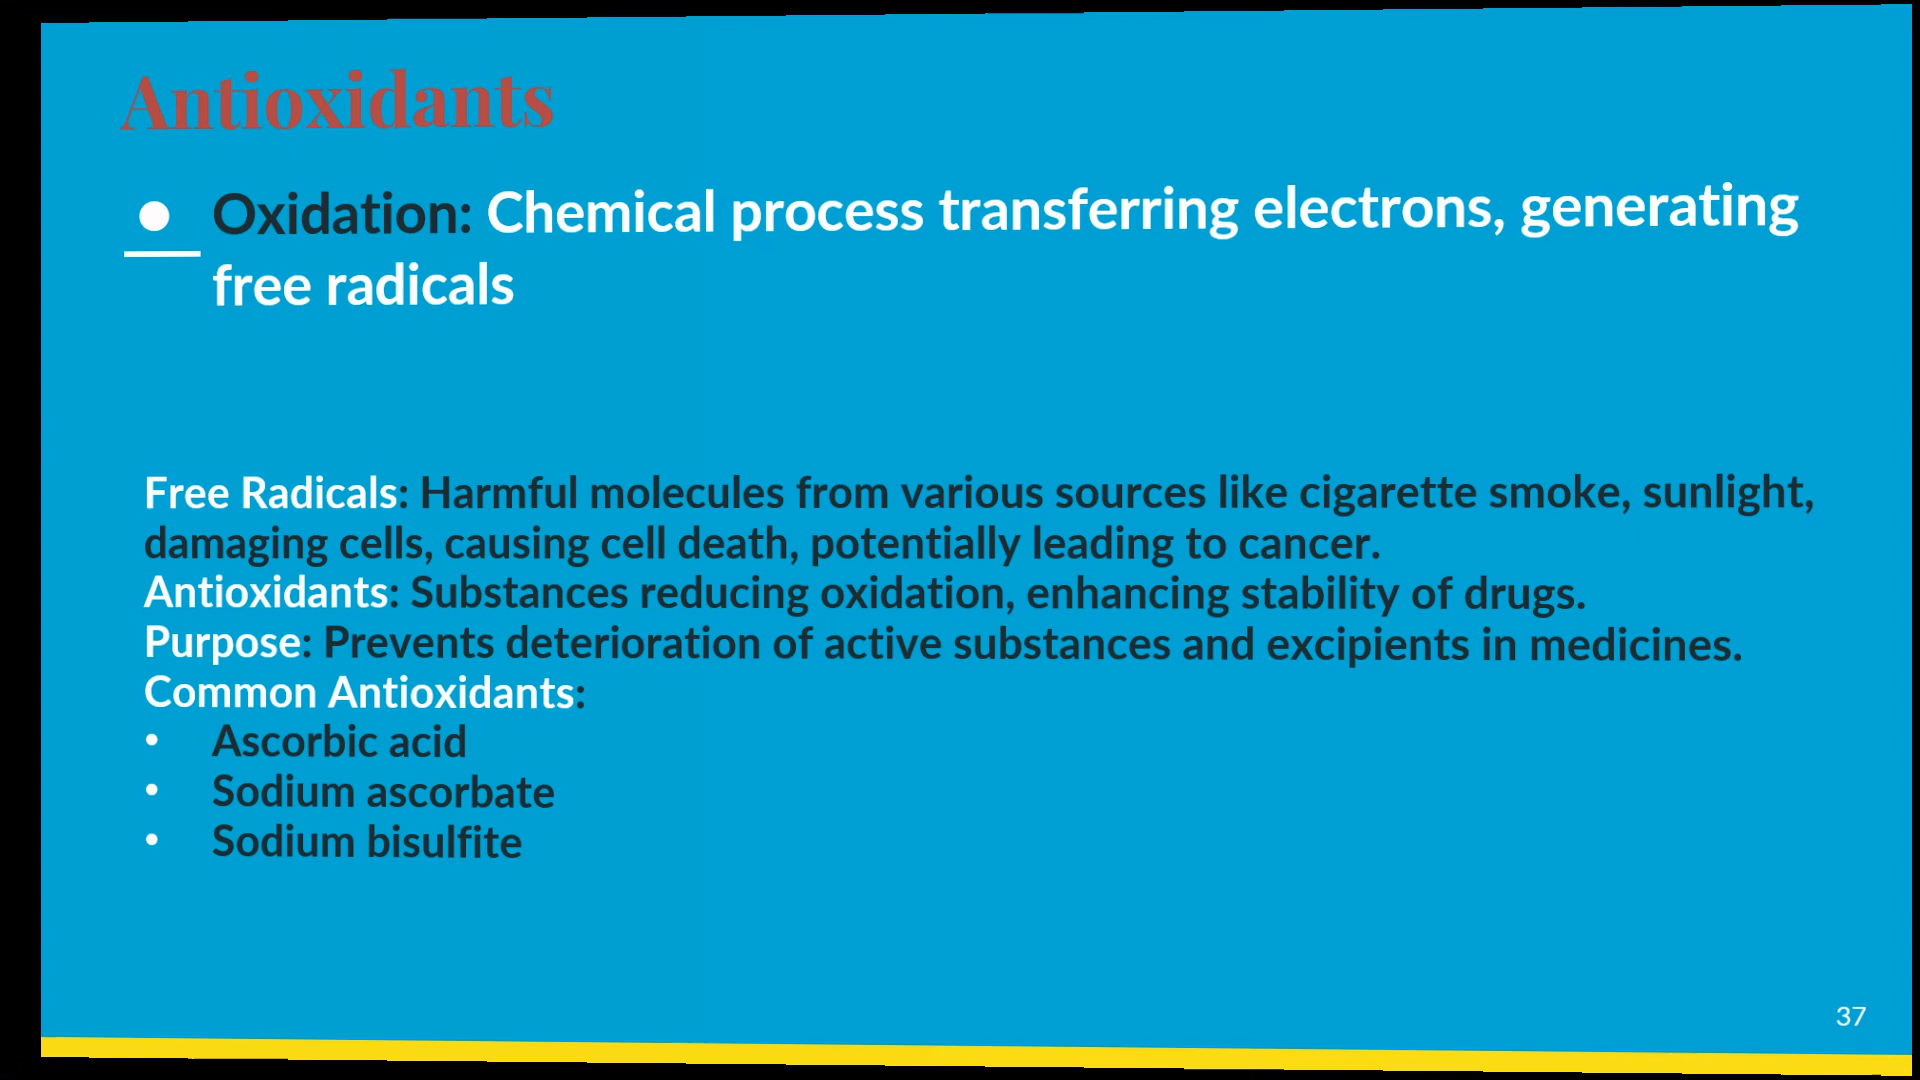 Antioxidants
● Oxidation: Chemical process transferring electrons, generating
free radicals
Free Radicals: Harmful molecules from various sources like cigarette smoke, sunlight,
damaging cells, causing cell death, potentially leading to cancer.
Antioxidants: Substances reducing oxidation, enhancing stability of drugs.
Purpose: Prevents deterioration of active substances and excipients in medicines.
Common Antioxidants:
• Ascorbic acid
• Sodium ascorbate
• Sodium bisulfite
37